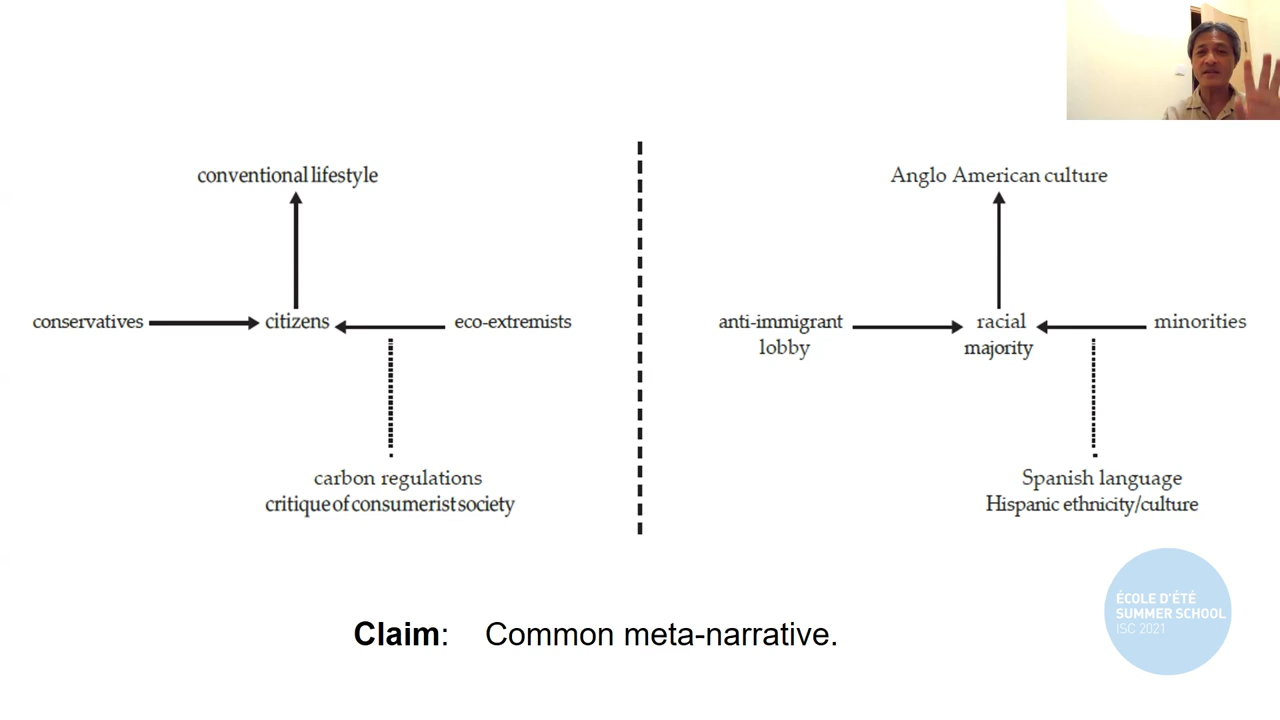 conventional lifestyle
conservatives
citizens
eco-extremists
carbon regulations
critique of consumerist society
Anglo American culture
anti-immigrant
lobby
racial
majority
minorities
Spanish language
Hispanic ethnicity/culture
Claim: Common meta-narrative.
ÉCOLE D'ÉTÉ
SUMMER SCHOOL
ISC 2021